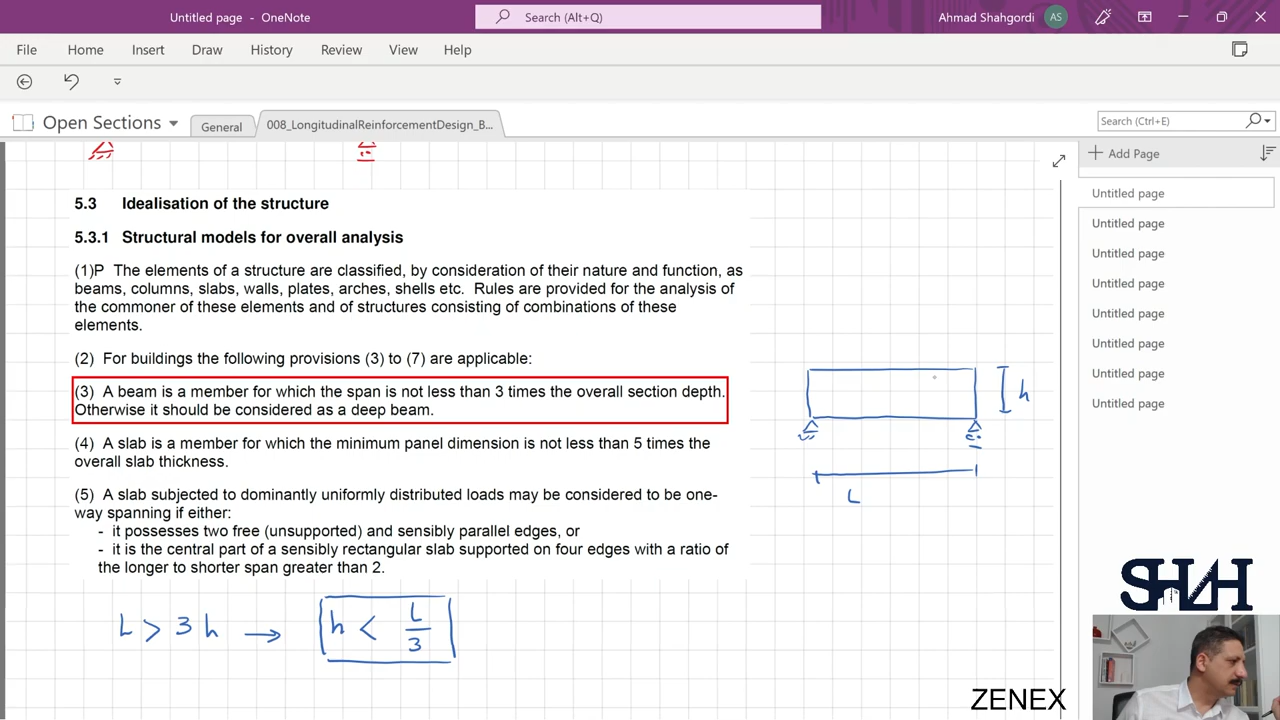 Untitled page - OneNote
Search (Alt+Q)
Ahmad Shahgordi
AS
File
Home
Insert
Draw
History
Review
View
Help
Open Sections
General
008_LongitudinalReinforcementDesign_B...
Search (Ctrl+E)
Add Page
Untitled page
Untitled page
Untitled page
Untitled page
Untitled page
Untitled page
Untitled page
Untitled page
5.3 Idealisation of the structure
5.3.1 Structural models for overall analysis
(1)P The elements of a structure are classified, by consideration of their nature and function, as
beams, columns, slabs, walls, plates, arches, shells etc. Rules are provided for the analysis of
the commoner of these elements and of structures consisting of combinations of these
elements.
(2) For buildings the following provisions (3) to (7) are applicable:
(3) A beam is a member for which the span is not less than 3 times the overall section depth.
Otherwise it should be considered as a deep beam.
(4) A slab is a member for which the minimum panel dimension is not less than 5 times the
overall slab thickness.
(5) A slab subjected to dominantly uniformly distributed loads may be considered to be one-
way spanning if either:
- it possesses two free (unsupported) and sensibly parallel edges, or
- it is the central part of a sensibly rectangular slab supported on four edges with a ratio of
the longer to shorter span greater than 2.
h
L
L > 3 h → h < L/3
SHZH
ZENEX